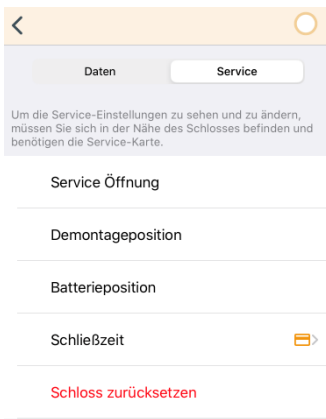 Daten Service
Um die Service-Einstellungen zu sehen und zu ändern,
müssen Sie sich in der Nähe des Schlosses befinden und
benötigen die Service-Karte.
Service Öffnung
Demontageposition
Batterieposition
Schließzeit
Schloss zurücksetzen